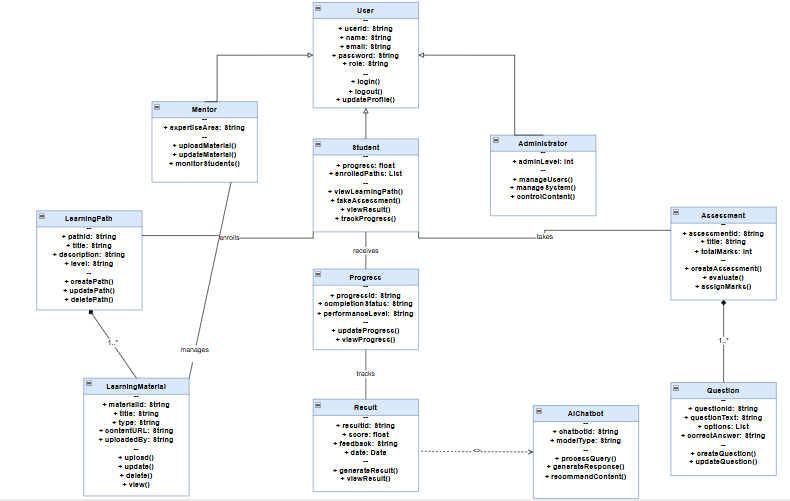 User
--
+ userid: String
+ name: String
+ email: String
+ password: String
+ role: String
--
+ login()
+ logout()
+ updateProfile()
Mentor
--
+ expertiseArea: String
--
+ uploadMaterial()
+ updateMaterial()
+ monitorStudents()
Student
--
+ progress: float
+ enrolledPaths: List
--
+ viewLearningPath()
+ takeAssessment()
+ viewResult()
+ trackProgress()
Administrator
--
+ adminLevel: int
--
+ manageUsers()
+ manageSystem()
+ controlContent()
LearningPath
--
+ pathId: String
+ title: String
+ description: String
+ level: String
--
+ createPath()
+ updatePath()
+ deletePath()
enrolls
receives
takes
Assessment
--
+ assessmentId: String
+ title: String
+ totalMarks: int
--
+ createAssessment()
+ evaluate()
+ assignMarks()
Progress
--
+ progressId: String
+ completionStatus: String
+ performanceLevel: String
--
+ updateProgress()
+ viewProgress()
1..*
manages
1..*
tracks
LearningMaterial
--
+ materialId: String
+ title: String
+ type: String
+ contentURL: String
+ uploadedBy: String
--
+ upload()
+ update()
+ delete()
+ view()
Result
--
+ resultId: String
+ score: float
+ feedback: String
+ date: Date
--
+ generateResult()
+ viewResult()
AIChatbot
--
+ chatbotId: String
+ modelType: String
--
+ processQuery()
+ generateResponse()
+ recommendContent()
Question
--
+ questionId: String
+ questionText: String
+ options: List
+ correctAnswer: String
--
+ createQuestion()
+ updateQuestion()